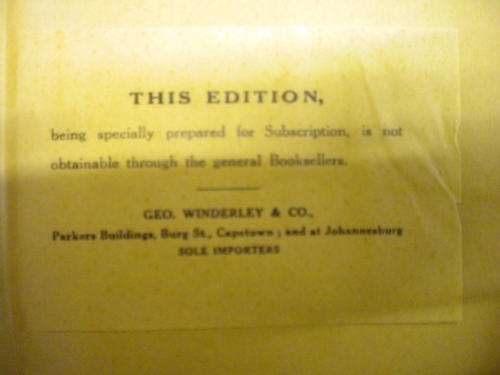 THIS EDITION,
being specially prepared for Subscription, is not
obtainable through the general Booksellers.
GEO. WINDERLEY & CO.,
Parkers Buildings, Burg St., Capetown; and at Johannesburg
SOLE IMPORTERS